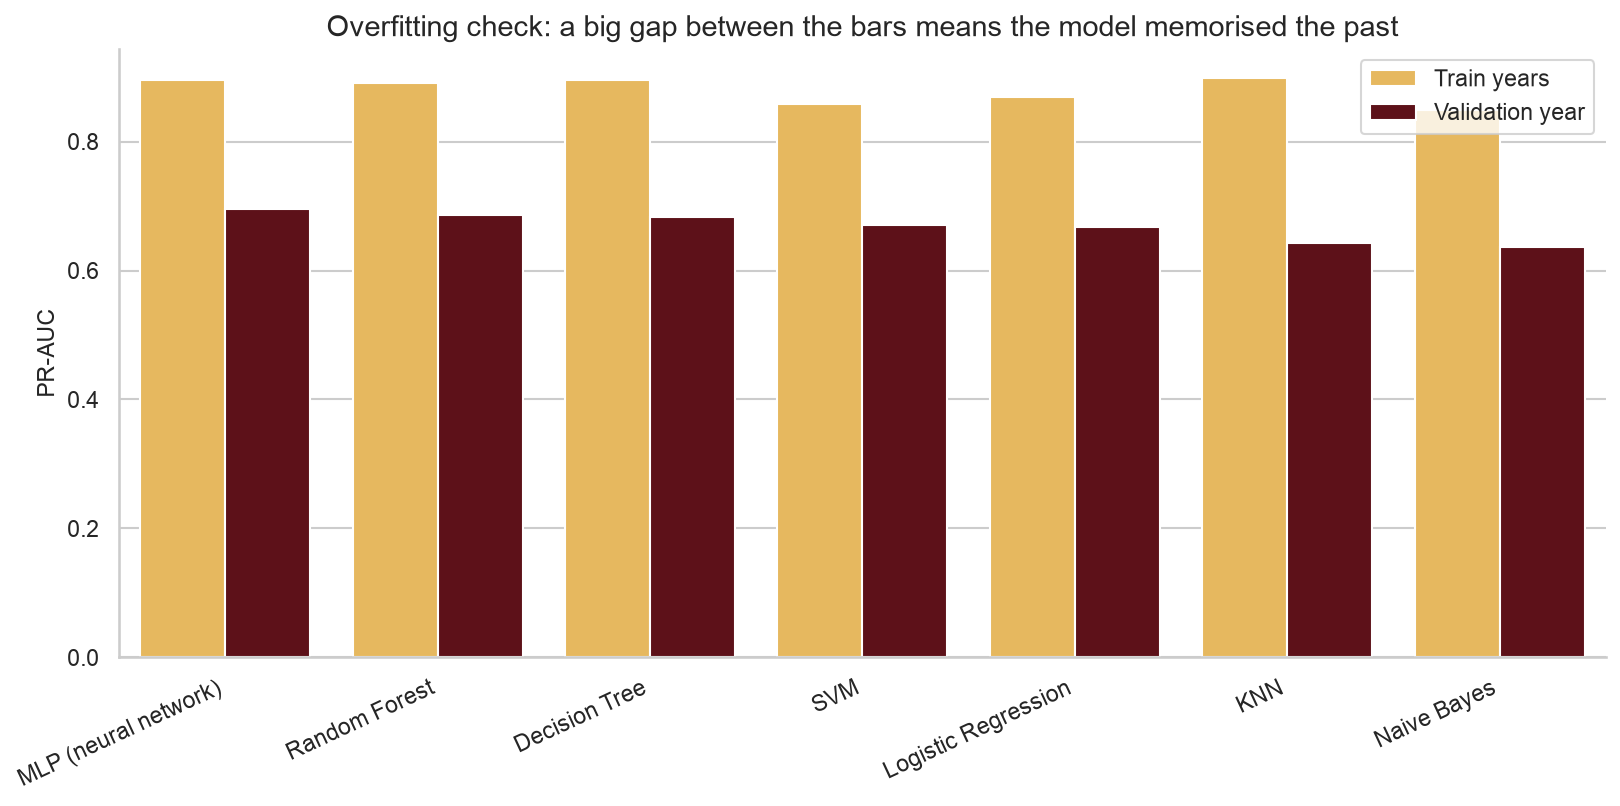 Overfitting check: a big gap between the bars means the model memorised the past
Train years
Validation year
PR-AUC
0.8
0.6
0.4
0.2
0.0
MLP (neural network)
Random Forest
Decision Tree
SVM
Logistic Regression
KNN
Naive Bayes